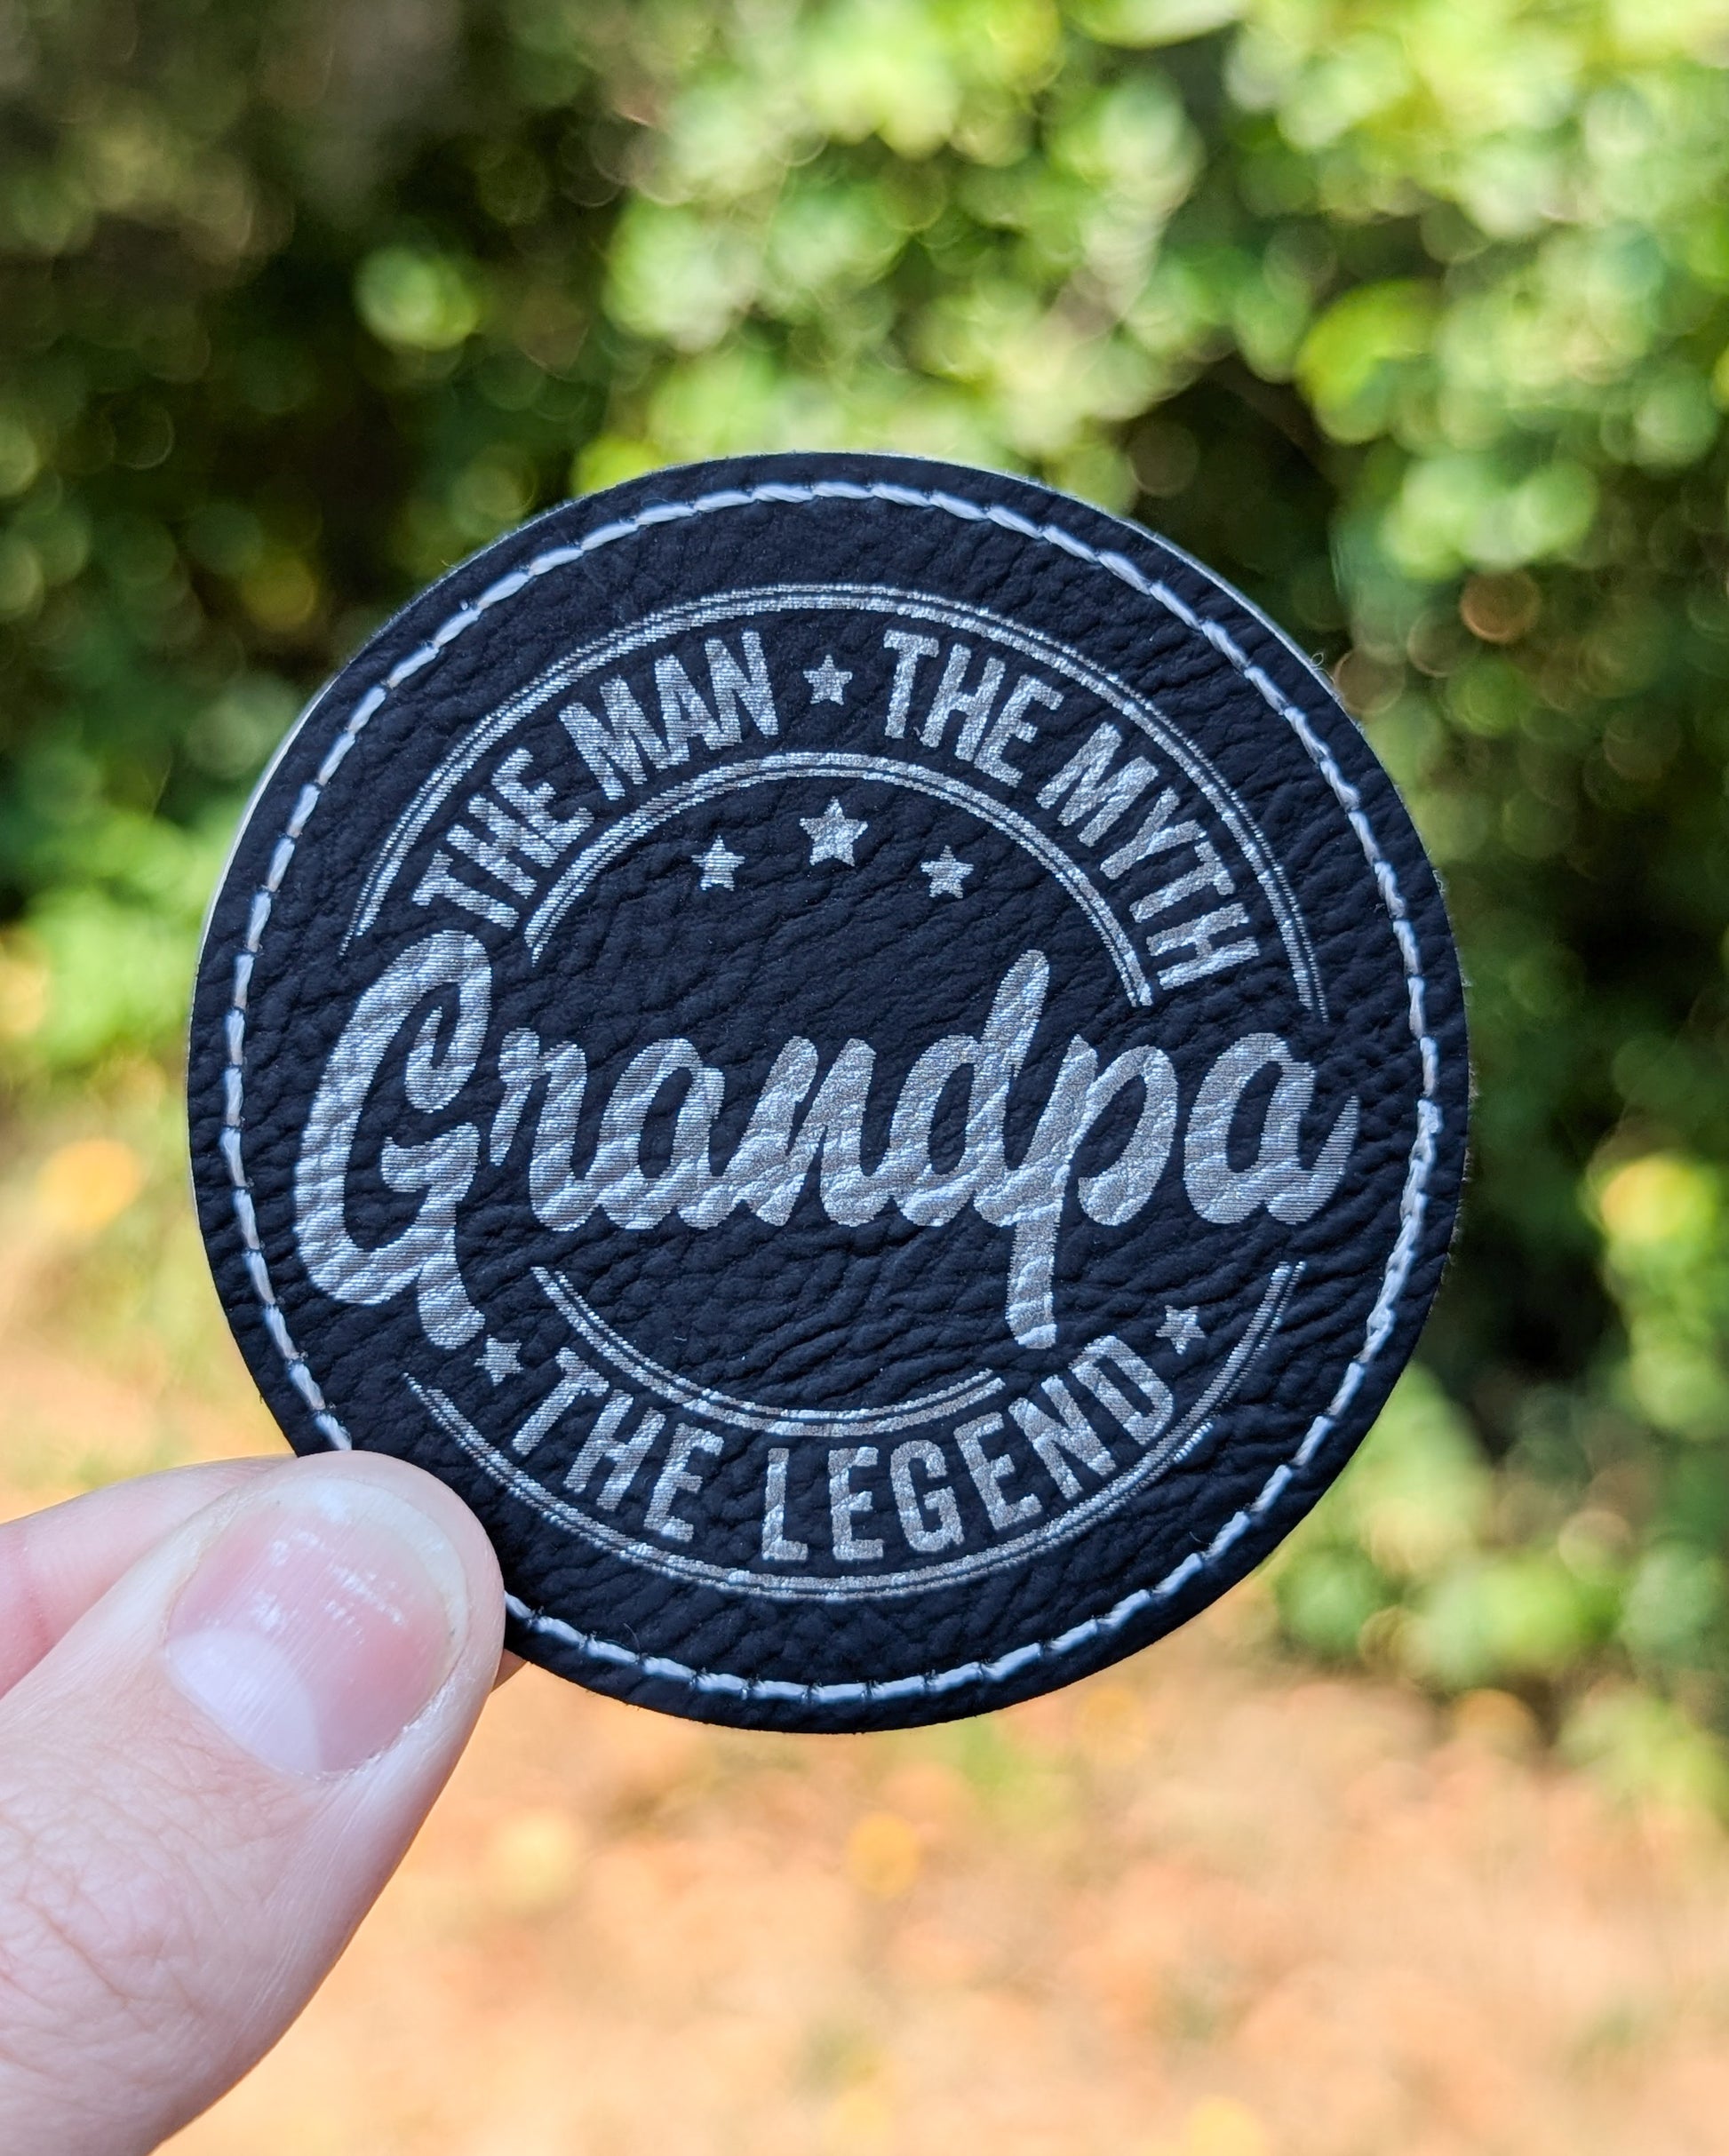 THE MAN ★ THE MYTH
Grandpa
★ THE LEGEND ★